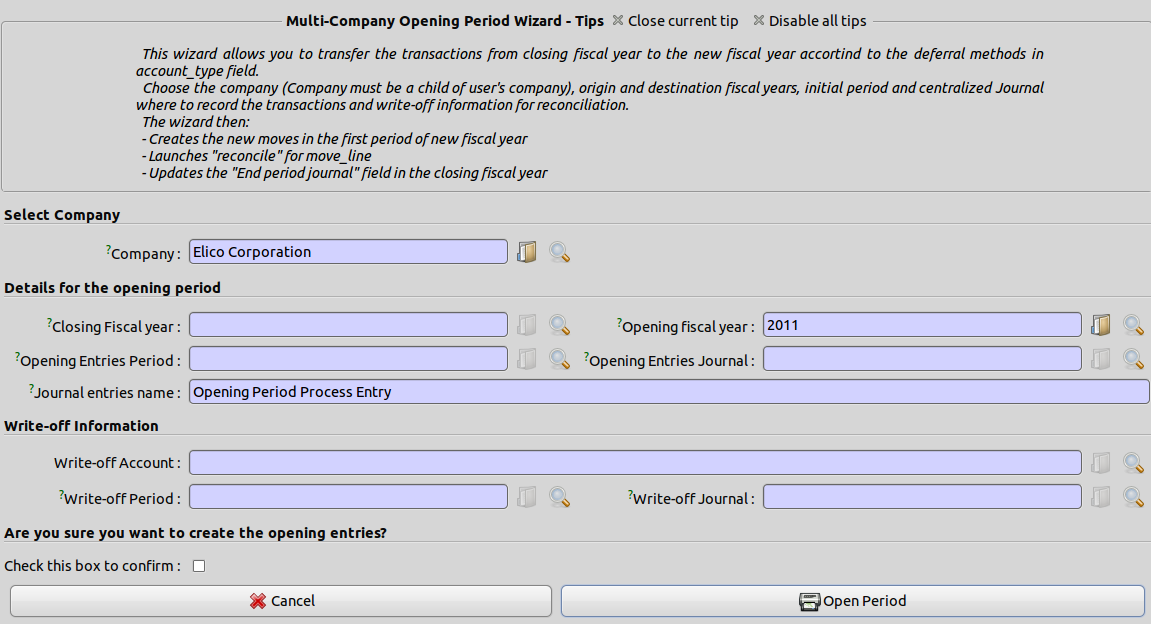 Multi-Company Opening Period Wizard - Tips Close current tip Disable all tips
This wizard allows you to transfer the transactions from closing fiscal year to the new fiscal year accortind to the deferral methods in
account_type field.
Choose the company (Company must be a child of user's company), origin and destination fiscal years, initial period and centralized Journal
where to record the transactions and write-off information for reconciliation.
The wizard then:
- Creates the new moves in the first period of new fiscal year
- Launches "reconcile" for move_line
- Updates the "End period journal" field in the closing fiscal year
Select Company
?Company : Elico Corporation
Details for the opening period
?Closing Fiscal year : ?Opening fiscal year : 2011
?Opening Entries Period : ?Opening Entries Journal :
?Journal entries name : Opening Period Process Entry
Write-off Information
Write-off Account :
?Write-off Period : ?Write-off Journal :
Are you sure you want to create the opening entries?
Check this box to confirm :
Cancel Open Period